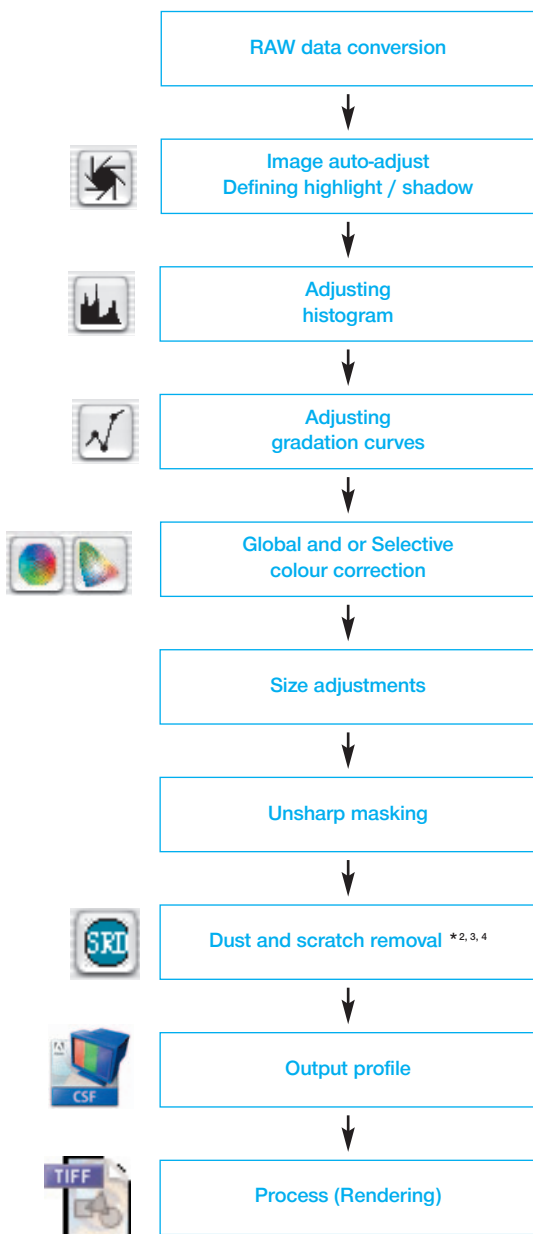 RAW data conversion
Image auto-adjust
Defining highlight / shadow
Adjusting
histogram
Adjusting
gradation curves
Global and or Selective
colour correction
Size adjustments
Unsharp masking
SRD
Dust and scratch removal *2, 3, 4
CSF
Output profile
TIFF
Process (Rendering)